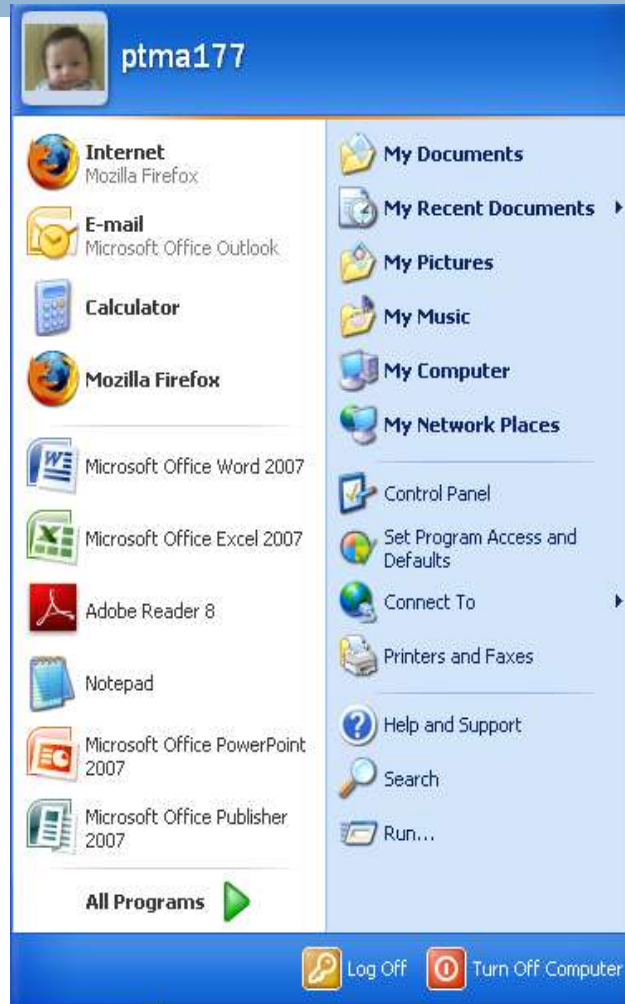 ptma177
Internet
Mozilla Firefox
E-mail
Microsoft Office Outlook
Calculator
Mozilla Firefox
Microsoft Office Word 2007
Microsoft Office Excel 2007
Adobe Reader 8
Notepad
Microsoft Office PowerPoint
2007
Microsoft Office Publisher
2007
All Programs
My Documents
My Recent Documents
My Pictures
My Music
My Computer
My Network Places
Control Panel
Set Program Access and
Defaults
Connect To
Printers and Faxes
Help and Support
Search
Run...
Log Off
Turn Off Computer